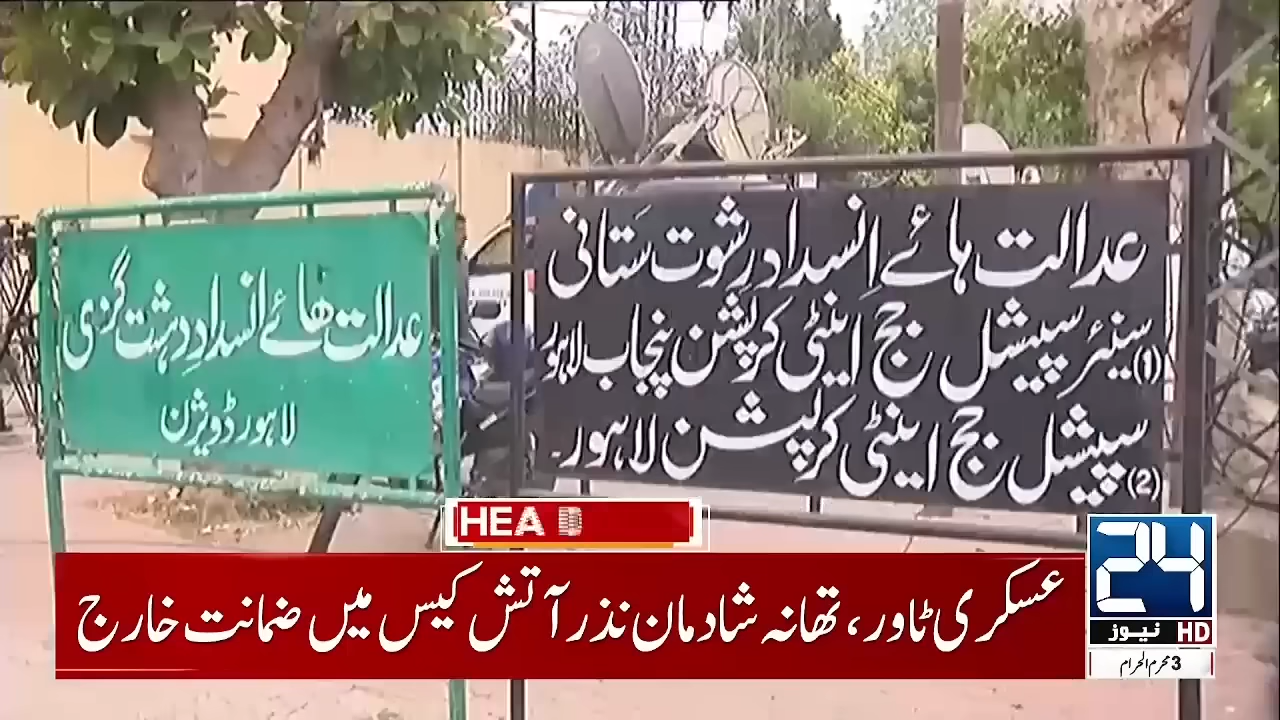 عدالت ہائے انسداد رشوت ستانی
(1) سینئر سپیشل جج اینٹی کرپشن پنجاب لاہور
(2) سپیشل جج اینٹی کرپشن لاہور۔
عدالت ھائے انسداد دہشت گردی
لاہور ڈویژن
HEAD
عسکری ٹاور، تھانہ شادمان نذر آتش کیس میں ضمانت خارج
24
نیوز HD
3 محرم الحرام